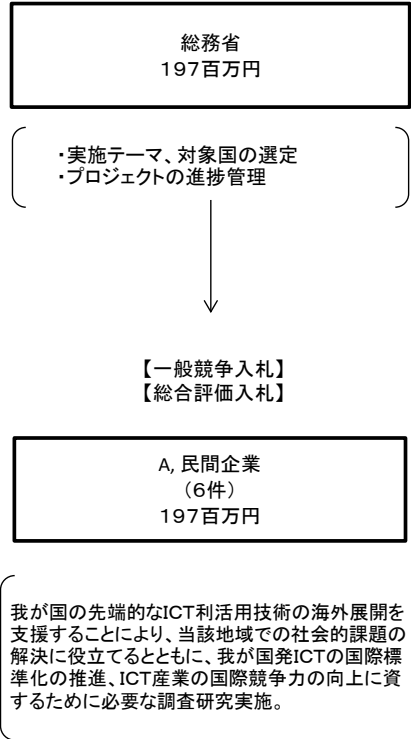 総務省
197百万円
・実施テーマ、対象国の選定
・プロジェクトの進捗管理
【一般競争入札】
【総合評価入札】
A, 民間企業
（6件）
197百万円
我が国の先端的なICT利活用技術の海外展開を
支援することにより、当該地域での社会的課題の
解決に役立てるとともに、我が国発ICTの国際標
準化の推進、ICT産業の国際競争力の向上に資
するために必要な調査研究実施。